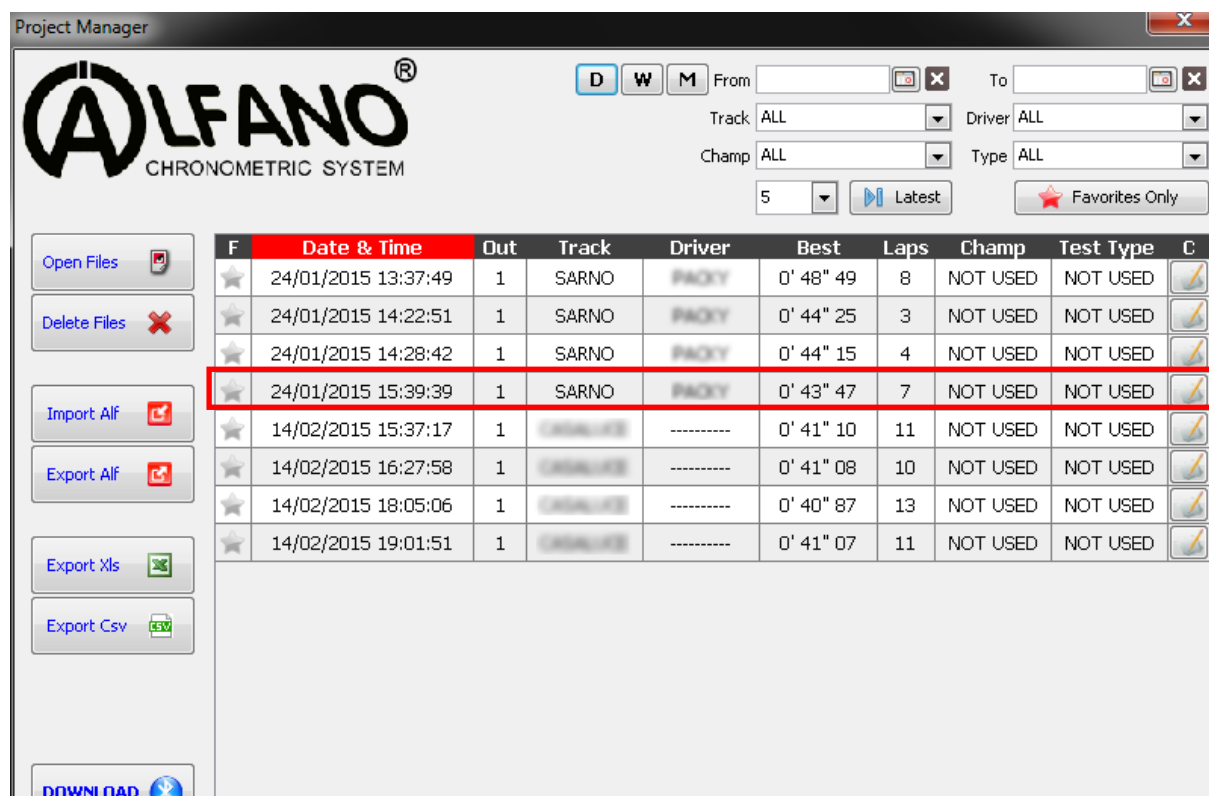 Project Manager
ALFANO ®
CHRONOMETRIC SYSTEM
D W M From To
Track ALL Driver ALL
Champ ALL Type ALL
5 Latest Favorites Only
Open Files
Delete Files
Import Alf
Export Alf
Export Xls
Export Csv
DOWNLOAD
F Date & Time Out Track Driver Best Laps Champ Test Type C
24/01/2015 13:37:49 1 SARNO 0' 48" 49 8 NOT USED NOT USED
24/01/2015 14:22:51 1 SARNO 0' 44" 25 3 NOT USED NOT USED
24/01/2015 14:28:42 1 SARNO 0' 44" 15 4 NOT USED NOT USED
24/01/2015 15:39:39 1 SARNO 0' 43" 47 7 NOT USED NOT USED
14/02/2015 15:37:17 1 ---------- 0' 41" 10 11 NOT USED NOT USED
14/02/2015 16:27:58 1 ---------- 0' 41" 08 10 NOT USED NOT USED
14/02/2015 18:05:06 1 ---------- 0' 40" 87 13 NOT USED NOT USED
14/02/2015 19:01:51 1 ---------- 0' 41" 07 11 NOT USED NOT USED